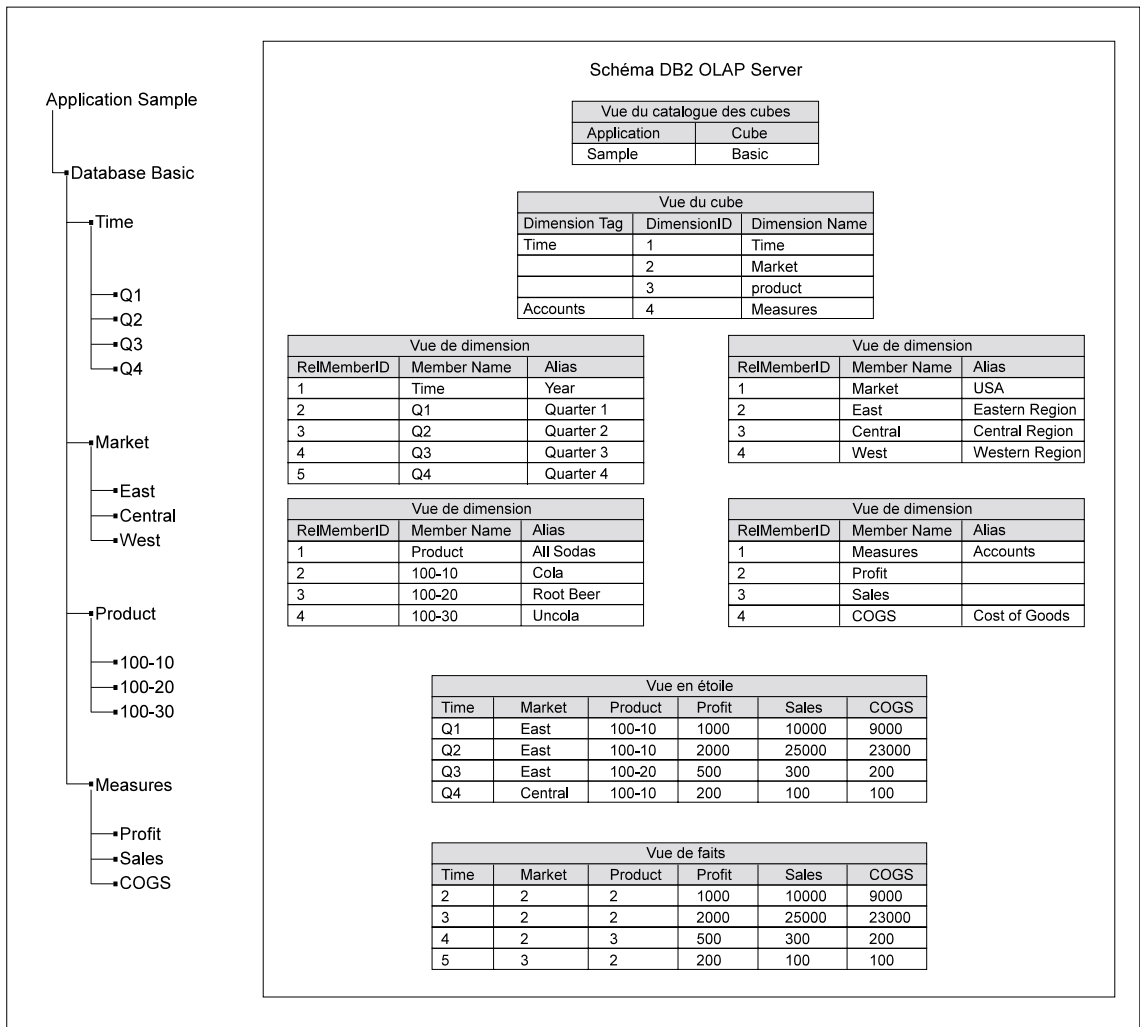 Application Sample
Database Basic
Time
Q1
Q2
Q3
Q4
Market
East
Central
West
Product
100-10
100-20
100-30
Measures
Profit
Sales
COGS
Schéma DB2 OLAP Server
Vue du catalogue des cubes
Application Cube
Sample Basic
Vue du cube
Dimension Tag DimensionID Dimension Name
Time 1 Time
2 Market
3 product
Accounts 4 Measures
Vue de dimension
RelMemberID Member Name Alias
1 Time Year
2 Q1 Quarter 1
3 Q2 Quarter 2
4 Q3 Quarter 3
5 Q4 Quarter 4
Vue de dimension
RelMemberID Member Name Alias
1 Market USA
2 East Eastern Region
3 Central Central Region
4 West Western Region
Vue de dimension
RelMemberID Member Name Alias
1 Product All Sodas
2 100-10 Cola
3 100-20 Root Beer
4 100-30 Uncola
Vue de dimension
RelMemberID Member Name Alias
1 Measures Accounts
2 Profit
3 Sales
4 COGS Cost of Goods
Vue en étoile
Time Market Product Profit Sales COGS
Q1 East 100-10 1000 10000 9000
Q2 East 100-10 2000 25000 23000
Q3 East 100-20 500 300 200
Q4 Central 100-10 200 100 100
Vue de faits
Time Market Product Profit Sales COGS
2 2 2 1000 10000 9000
3 2 2 2000 25000 23000
4 2 3 500 300 200
5 3 2 200 100 100